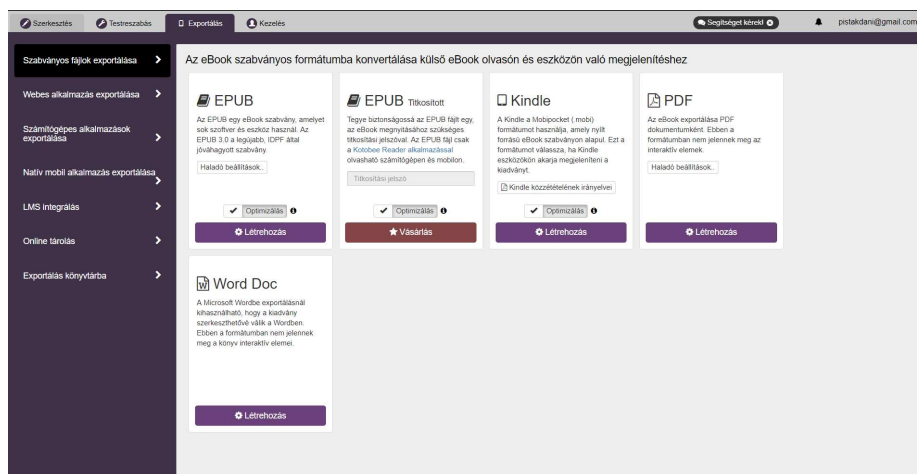 Szerkesztés Testreszabás Exportálás Kezelés Segítséget kérek! pistakdani@gmail.com
Szabványos fájlok exportálása
Webes alkalmazás exportálása
Számítógépes alkalmazások
exportálása
Natív mobil alkalmazás exportálása
LMS integrálás
Online tárolás
Exportálás könyvtárba
Az eBook szabványos formátumba konvertálása külső eBook olvasón és eszközön való megjelenítéshez
EPUB
Az EPUB egy eBook szabvány, amelyet
sok szoftver és eszköz használ. Az
EPUB 3.0 a legújabb, IDPF által
jóváhagyott szabvány.
Haladó beállítások..
Optimizálás
Létrehozás
EPUB Titkosított
Tegye biztonságossá az EPUB fájlt egy,
az eBook megnyitásához szükséges
titkosítási jelszóval. Az EPUB fájl csak
a Kotobee Reader alkalmazással
olvasható számítógépen és mobilon.
Titkosítási jelszó
Optimizálás
Vásárlás
Kindle
A Kindle a Mobipocket (.mobi)
formátumot használja, amely nyílt
forrású eBook szabványon alapul. Ezt a
formátumot válassza, ha Kindle
eszközökön akarja megjeleníteni a
kiadványt.
Kindle közzétételének irányelvei
Optimizálás
Létrehozás
PDF
Az eBook exportálása PDF
dokumentumként. Ebben a
formátumban nem jelennek meg az
interaktív elemek.
Haladó beállítások..
Létrehozás
Word Doc
A Microsoft Wordbe exportálásnál
kihasználható, hogy a kiadvány
szerkeszthetővé válik a Wordben.
Ebben a formátumban nem jelennek
meg a könyv interaktív elemei.
Létrehozás